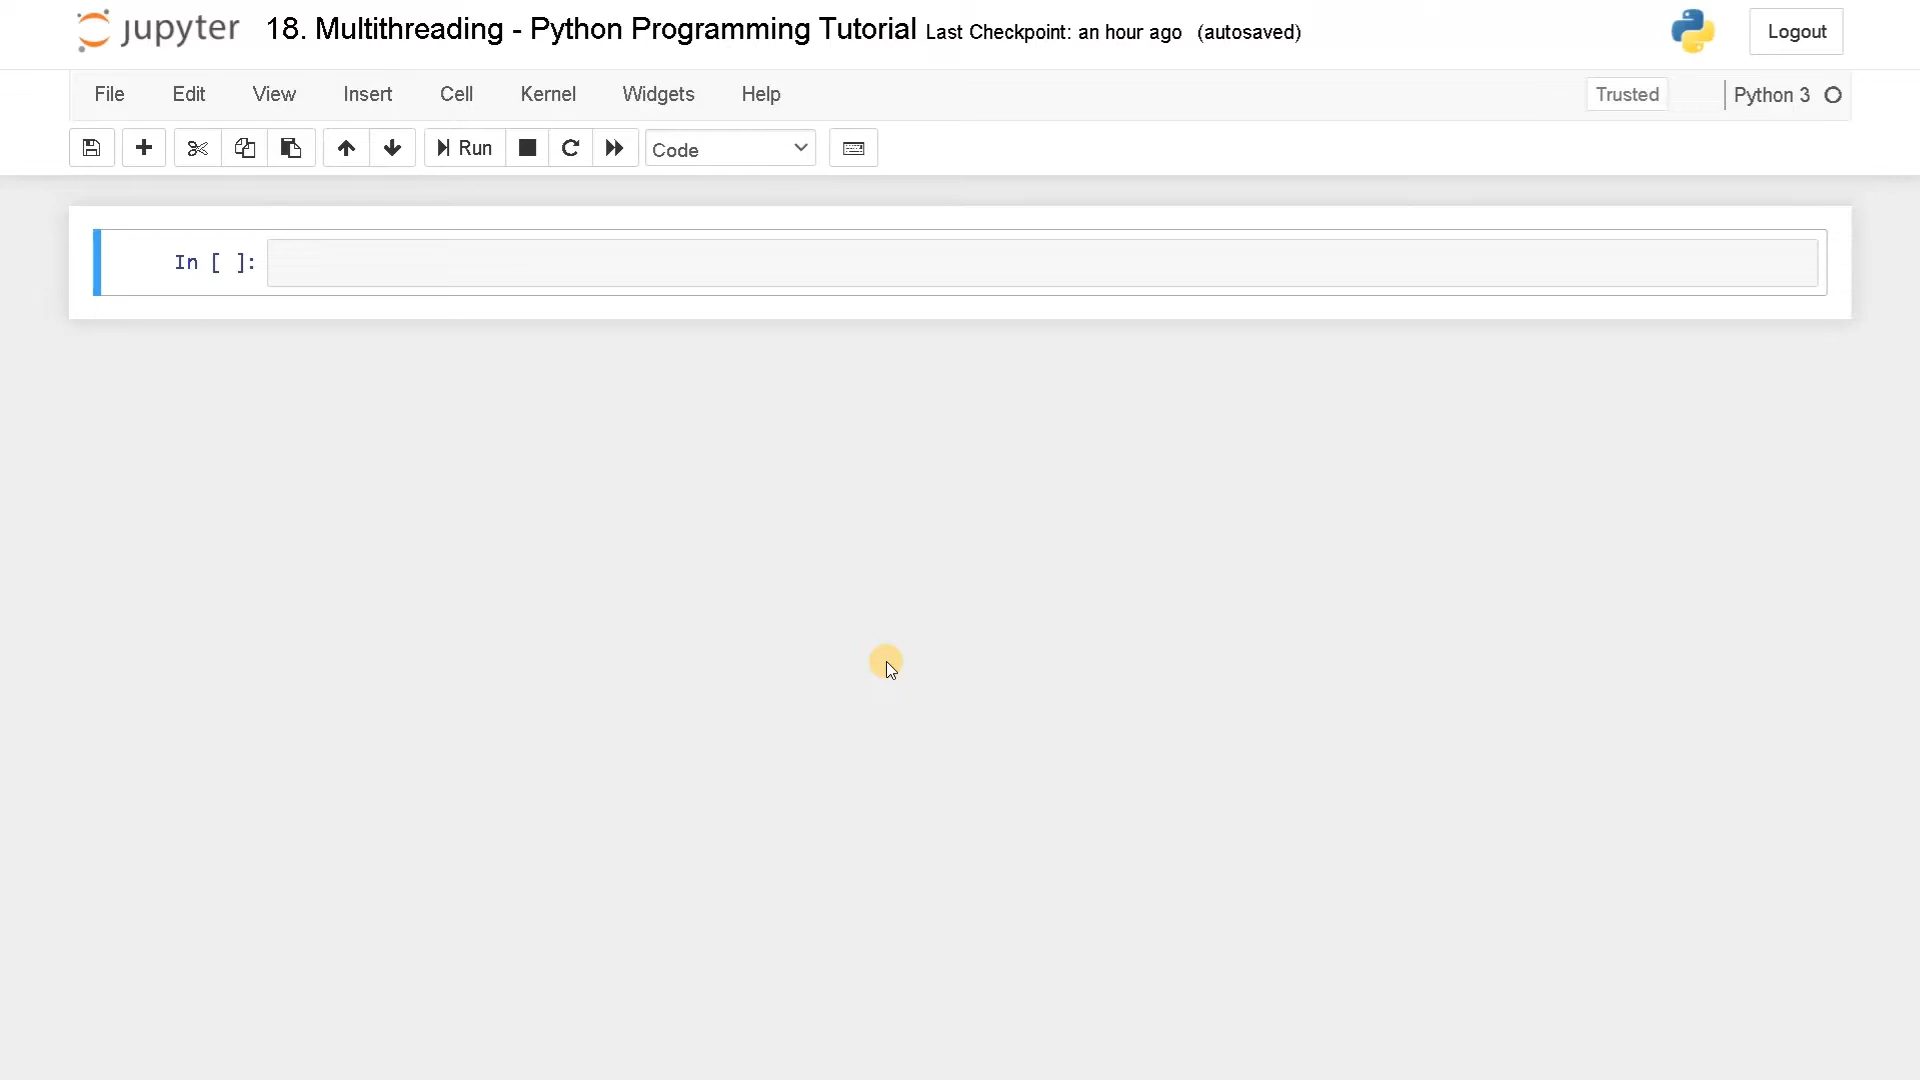 jupyter 18. Multithreading - Python Programming Tutorial Last Checkpoint: an hour ago (autosaved) Logout
File Edit View Insert Cell Kernel Widgets Help Trusted Python 3
Run Code
In [ ]: